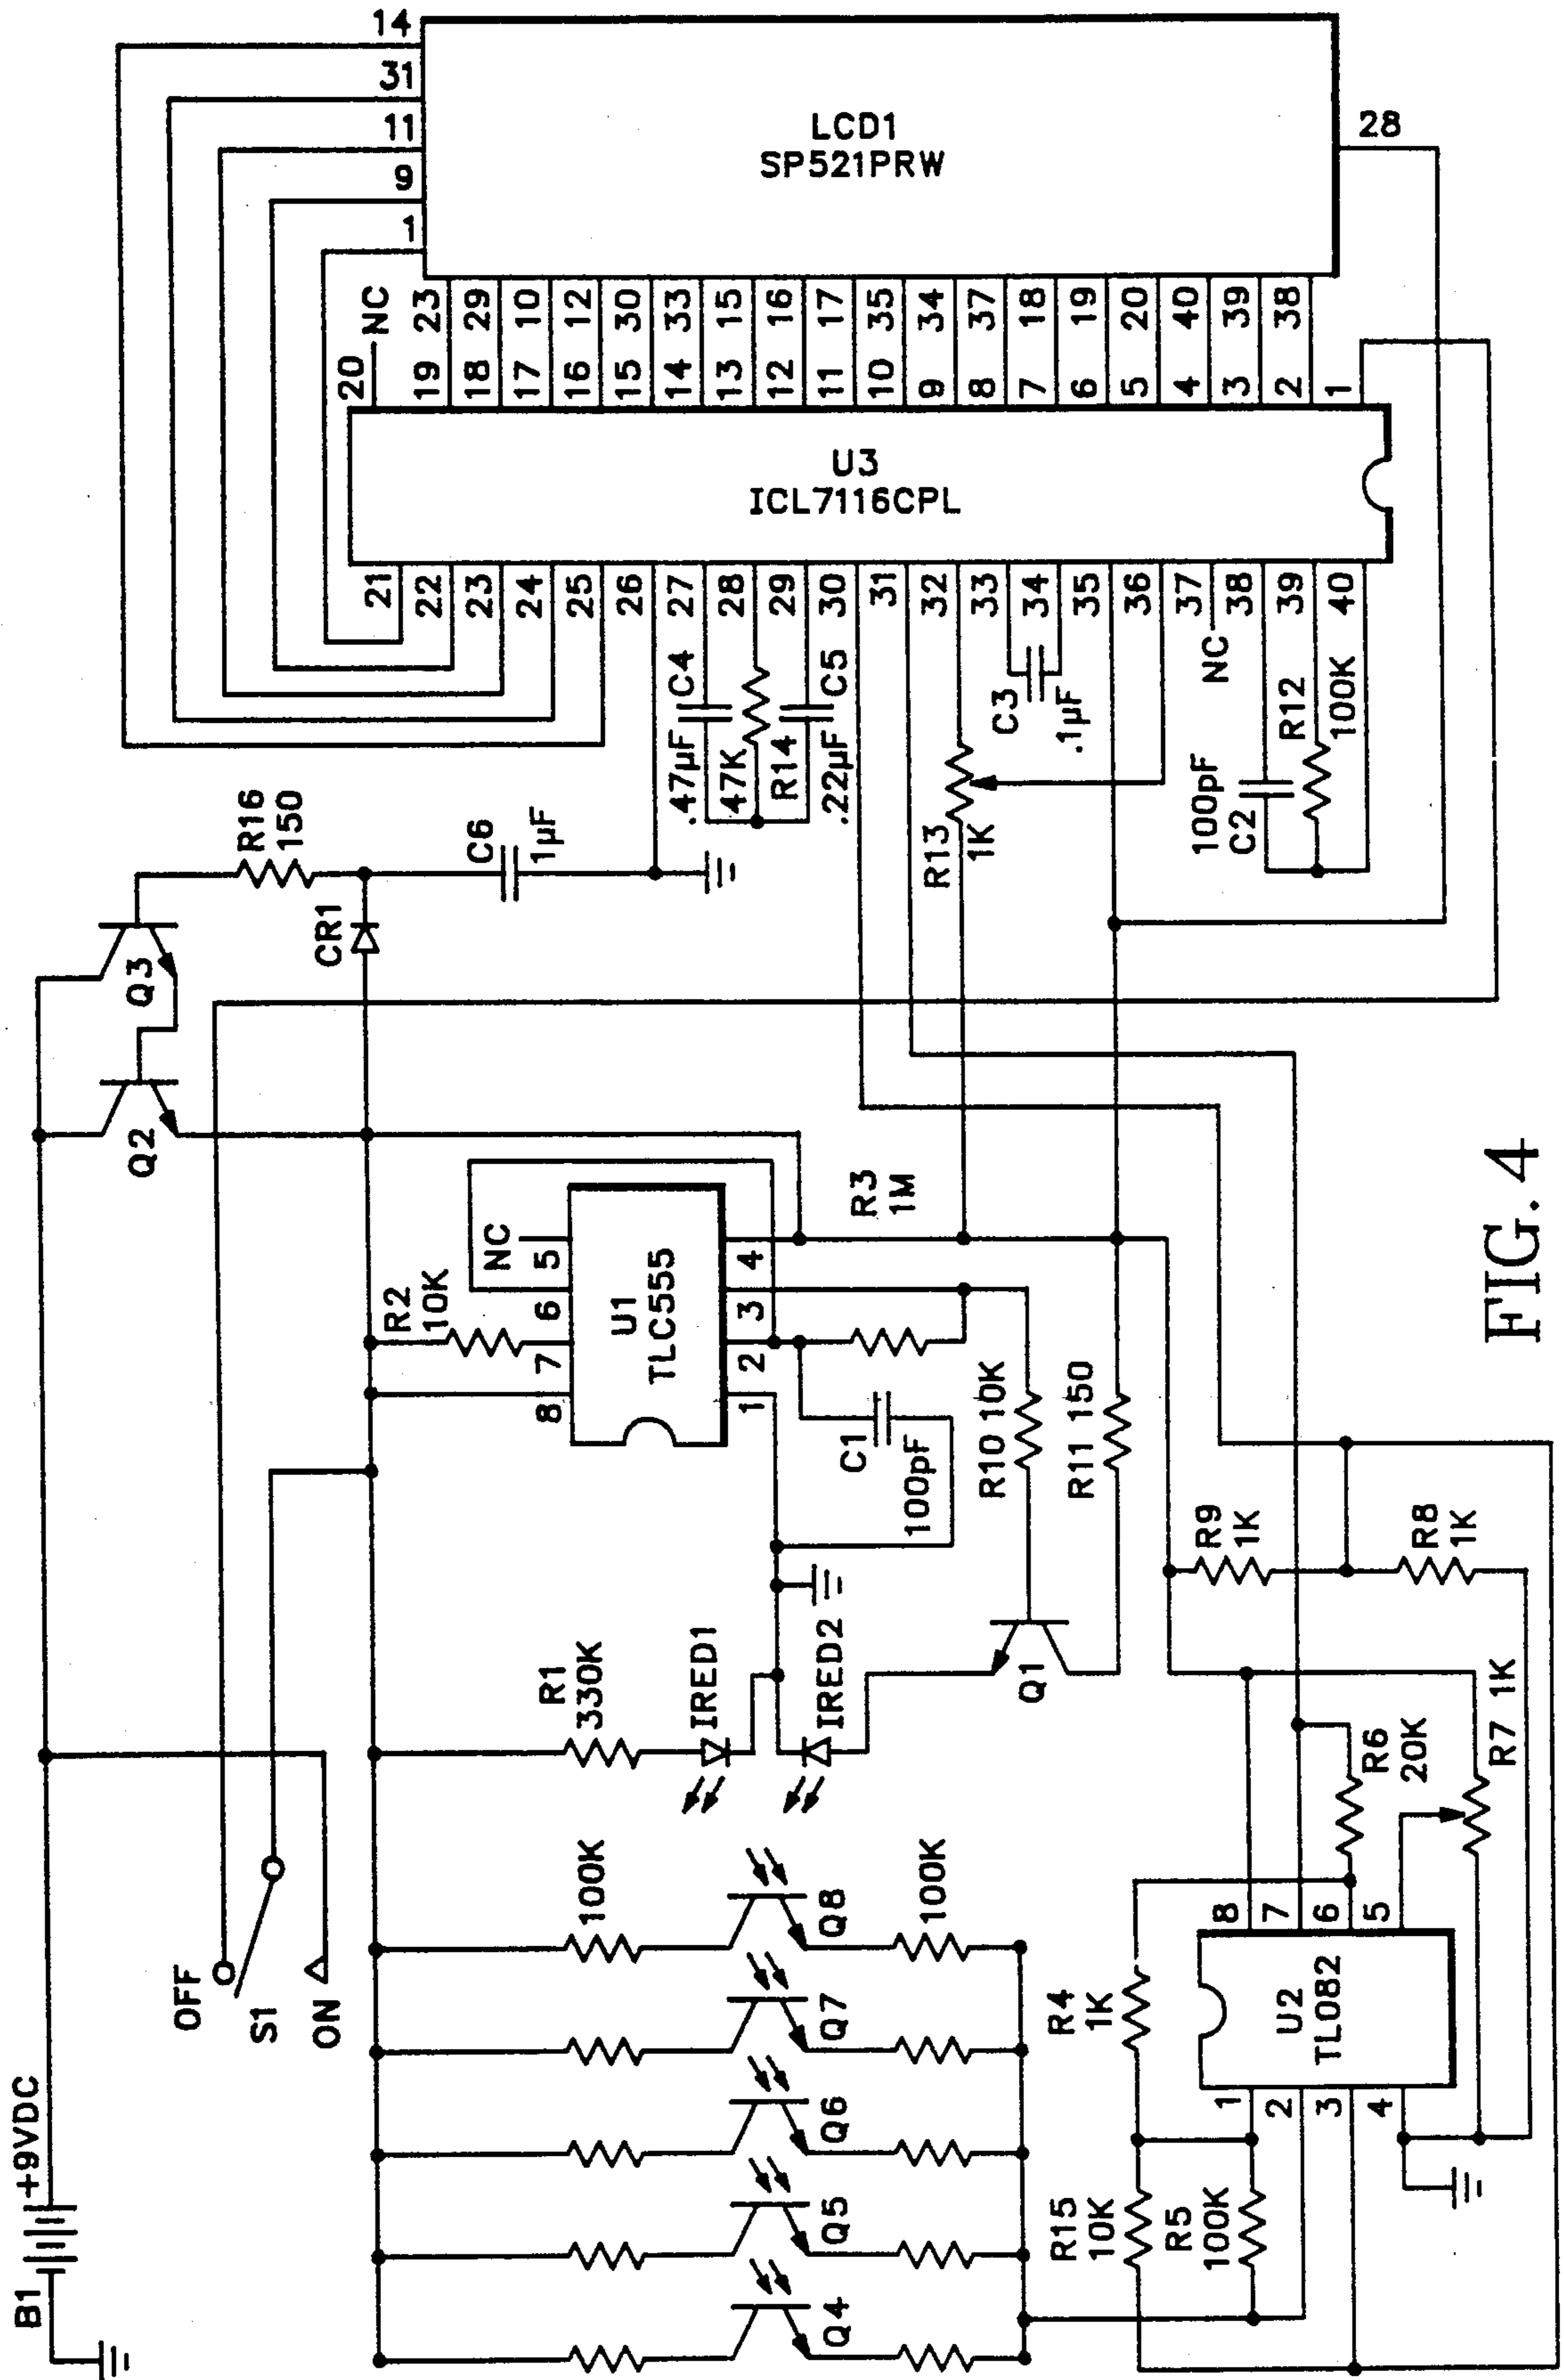 14
31
11
9
1
LCD1
SP521PRW
28
20 NC
19 23
18 29
17 10
16 12
15 30
14 33
13 15
12 16
11 17
10 35
9 34
8 37
7 18
6 19
5 20
4 40
3 39
2 38
1
U3
ICL7116CPL
21
22
23
24
25
26
27
28
29
30
31
32
33
34
35
36
37
38
39
40
.47μF C4
47K
R14
.22μF C5
C3
.1μF
NC
100pF
C2
R12
100K
R13
1K
R16
150
C6
1μF
CR1
Q3
Q2
R2
10K
NC
5
6
7
8
U1
TLC555
4
3
2
1
R3
1M
C1
100pF
R10 10K
R11 150
R1
330K
IRED1
IRED2
Q1
R9
1K
R8
1K
R7 1K
R6
20K
OFF
S1
ON
B1
+9VDC
100K
Q8
100K
Q7
Q6
Q5
Q4
R4
1K
8
7
6
5
U2
TL082
1
2
3
4
R15
10K
R5
100K
FIG. 4